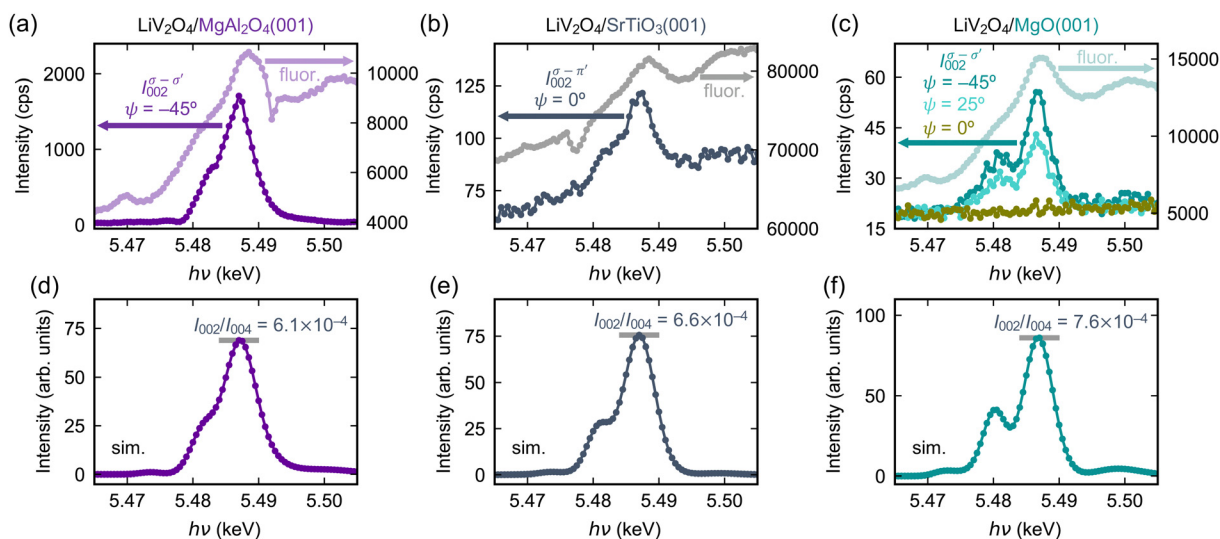 (a)
LiV2O4/MgAl2O4(001)
Intensity (cps)
2000
1000
0
10000
8000
6000
4000
fluor.
I002^σ−σ′
ψ = −45º
5.47 5.48 5.49 5.50
hν (keV)
(b)
LiV2O4/SrTiO3(001)
Intensity (cps)
125
100
75
80000
70000
60000
fluor.
I002^σ−π′
ψ = 0º
5.47 5.48 5.49 5.50
hν (keV)
(c)
LiV2O4/MgO(001)
Intensity (cps)
60
45
30
15
15000
10000
5000
fluor.
I002^σ−σ′
ψ = −45º
ψ = 25º
ψ = 0º
5.47 5.48 5.49 5.50
hν (keV)
(d)
Intensity (arb. units)
75
50
25
0
I002/I004 = 6.1×10−4
sim.
5.47 5.48 5.49 5.50
hν (keV)
(e)
Intensity (arb. units)
75
50
25
0
I002/I004 = 6.6×10−4
sim.
5.47 5.48 5.49 5.50
hν (keV)
(f)
Intensity (arb. units)
100
50
0
I002/I004 = 7.6×10−4
sim.
5.47 5.48 5.49 5.50
hν (keV)